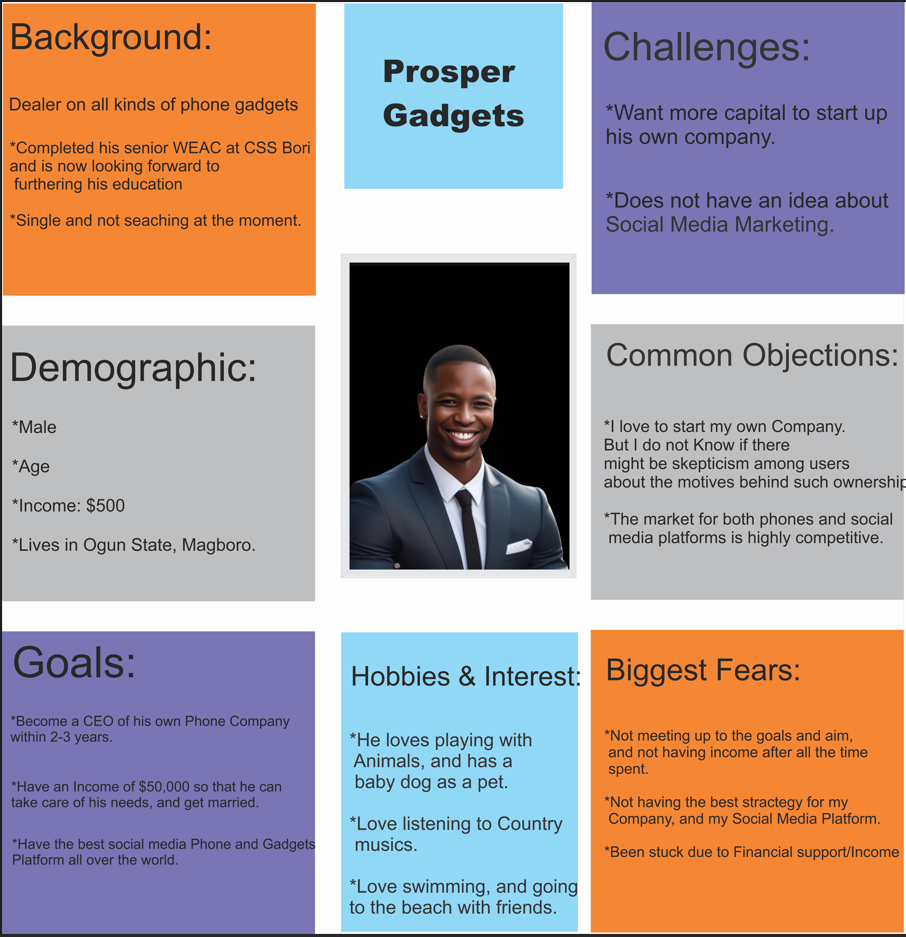 Background:
Dealer on all kinds of phone gadgets
*Completed his senior WEAC at CSS Bori
and is now looking forward to
furthering his education
*Single and not seaching at the moment.
Prosper
Gadgets
Challenges:
*Want more capital to start up
his own company.
*Does not have an idea about
Social Media Marketing.
Demographic:
*Male
*Age
*Income: $500
*Lives in Ogun State, Magboro.
Common Objections:
*I love to start my own Company.
But I do not Know if there
might be skepticism among users
about the motives behind such ownership
*The market for both phones and social
media platforms is highly competitive.
Goals:
*Become a CEO of his own Phone Company
within 2-3 years.
*Have an Income of $50,000 so that he can
take care of his needs, and get married.
*Have the best social media Phone and Gadgets
Platform all over the world.
Hobbies & Interest:
*He loves playing with
Animals, and has a
baby dog as a pet.
*Love listening to Country
musics.
*Love swimming, and going
to the beach with friends.
Biggest Fears:
*Not meeting up to the goals and aim,
and not having income after all the time
spent.
*Not having the best stractegy for my
Company, and my Social Media Platform.
*Been stuck due to Financial support/Income